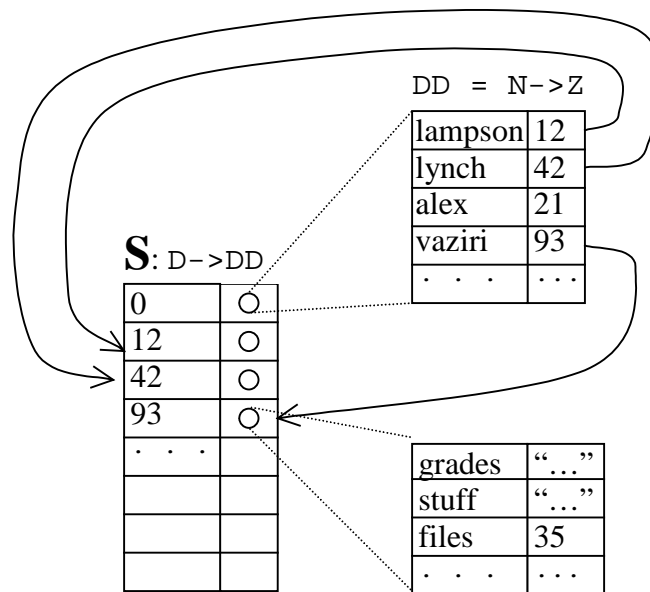 DD = N->Z
lampson 12
lynch 42
alex 21
vaziri 93
. . . ...
S: D->DD
0
12
42
93
. . .
grades “...”
stuff “...”
files 35
. . . ...